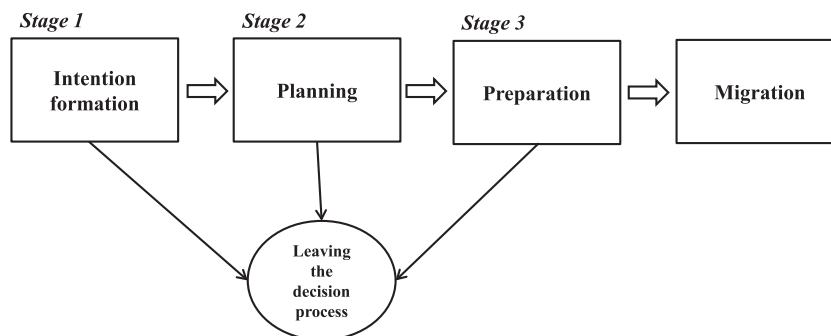 Stage 1
Stage 2
Stage 3
Intention
formation
Planning
Preparation
Migration
Leaving
the
decision
process